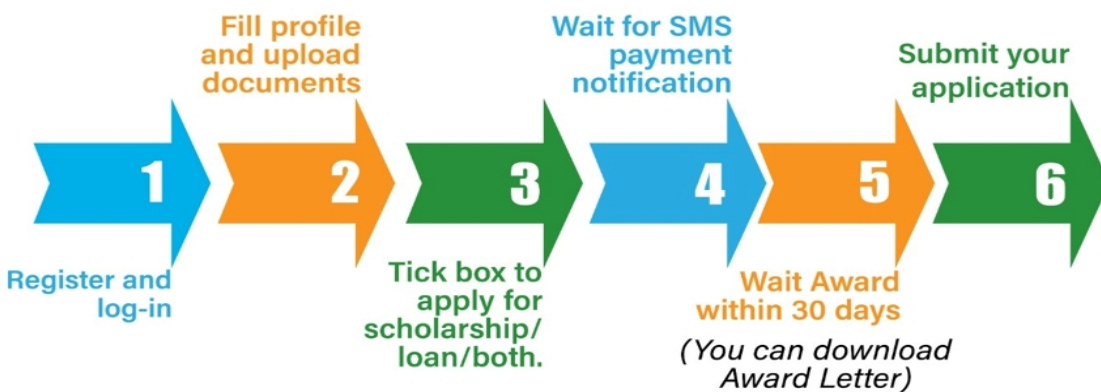 1
Register and
log-in
2
Fill profile
and upload
documents
3
Tick box to
apply for
scholarship/
loan/both.
4
Wait for SMS
payment
notification
5
Wait Award
within 30 days
(You can download
Award Letter)
6
Submit your
application